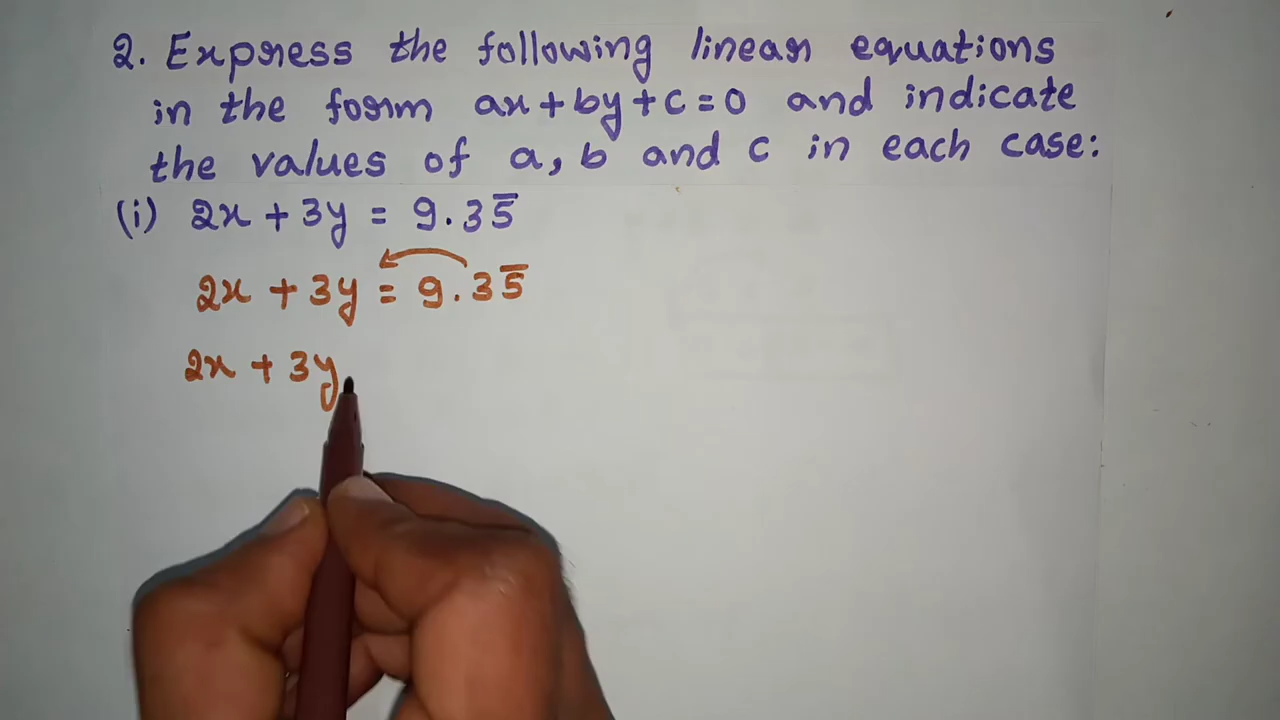 2. Express the following linear equations
in the form ax+by+c=0 and indicate
the values of a, b and c in each case:
(i) 2x + 3y = 9.35̅
2x + 3y = 9.35̅
2x + 3y